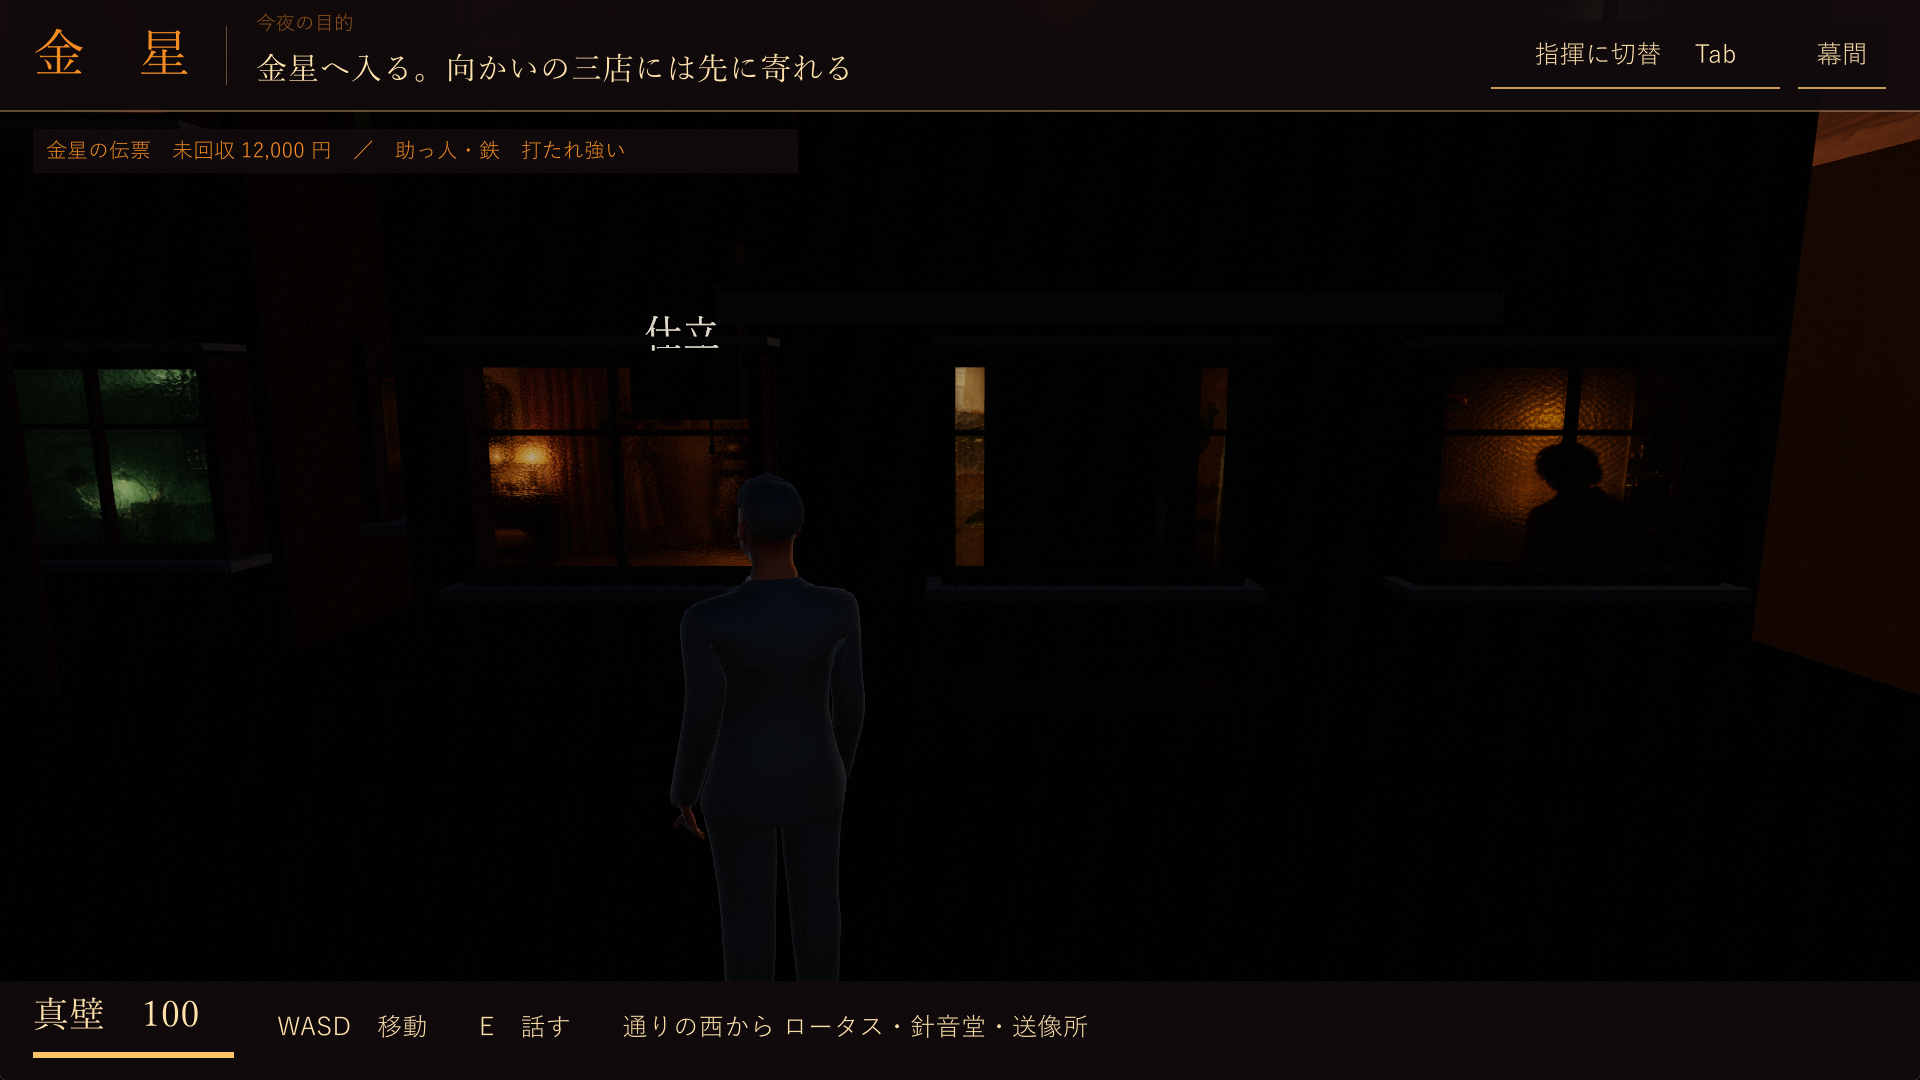 金 星
今夜の目的
金星へ入る。向かいの三店には先に寄れる
指揮に切替 Tab
幕間
金星の伝票 未回収 12,000 円 ／ 助っ人・鉄 打たれ強い
仕立
真壁 100
WASD 移動 E 話す 通りの西から ロータス・針音堂・送像所